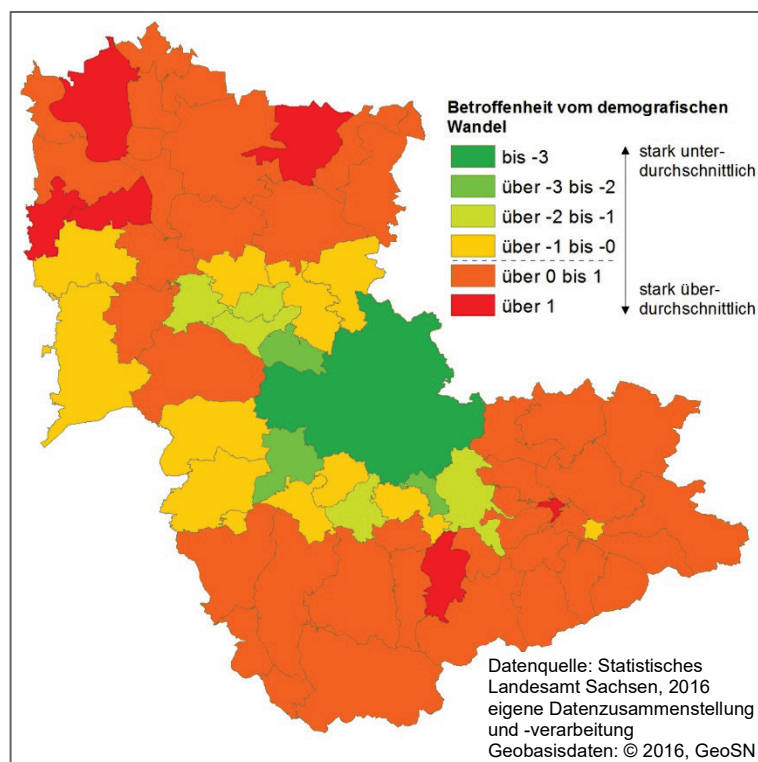 Betroffenheit vom demografischen
Wandel
bis -3
über -3 bis -2
über -2 bis -1
über -1 bis -0
über 0 bis 1
über 1
stark unter-
durchschnittlich
stark über-
durchschnittlich
Datenquelle: Statistisches
Landesamt Sachsen, 2016
eigene Datenzusammenstellung
und -verarbeitung
Geobasisdaten: © 2016, GeoSN